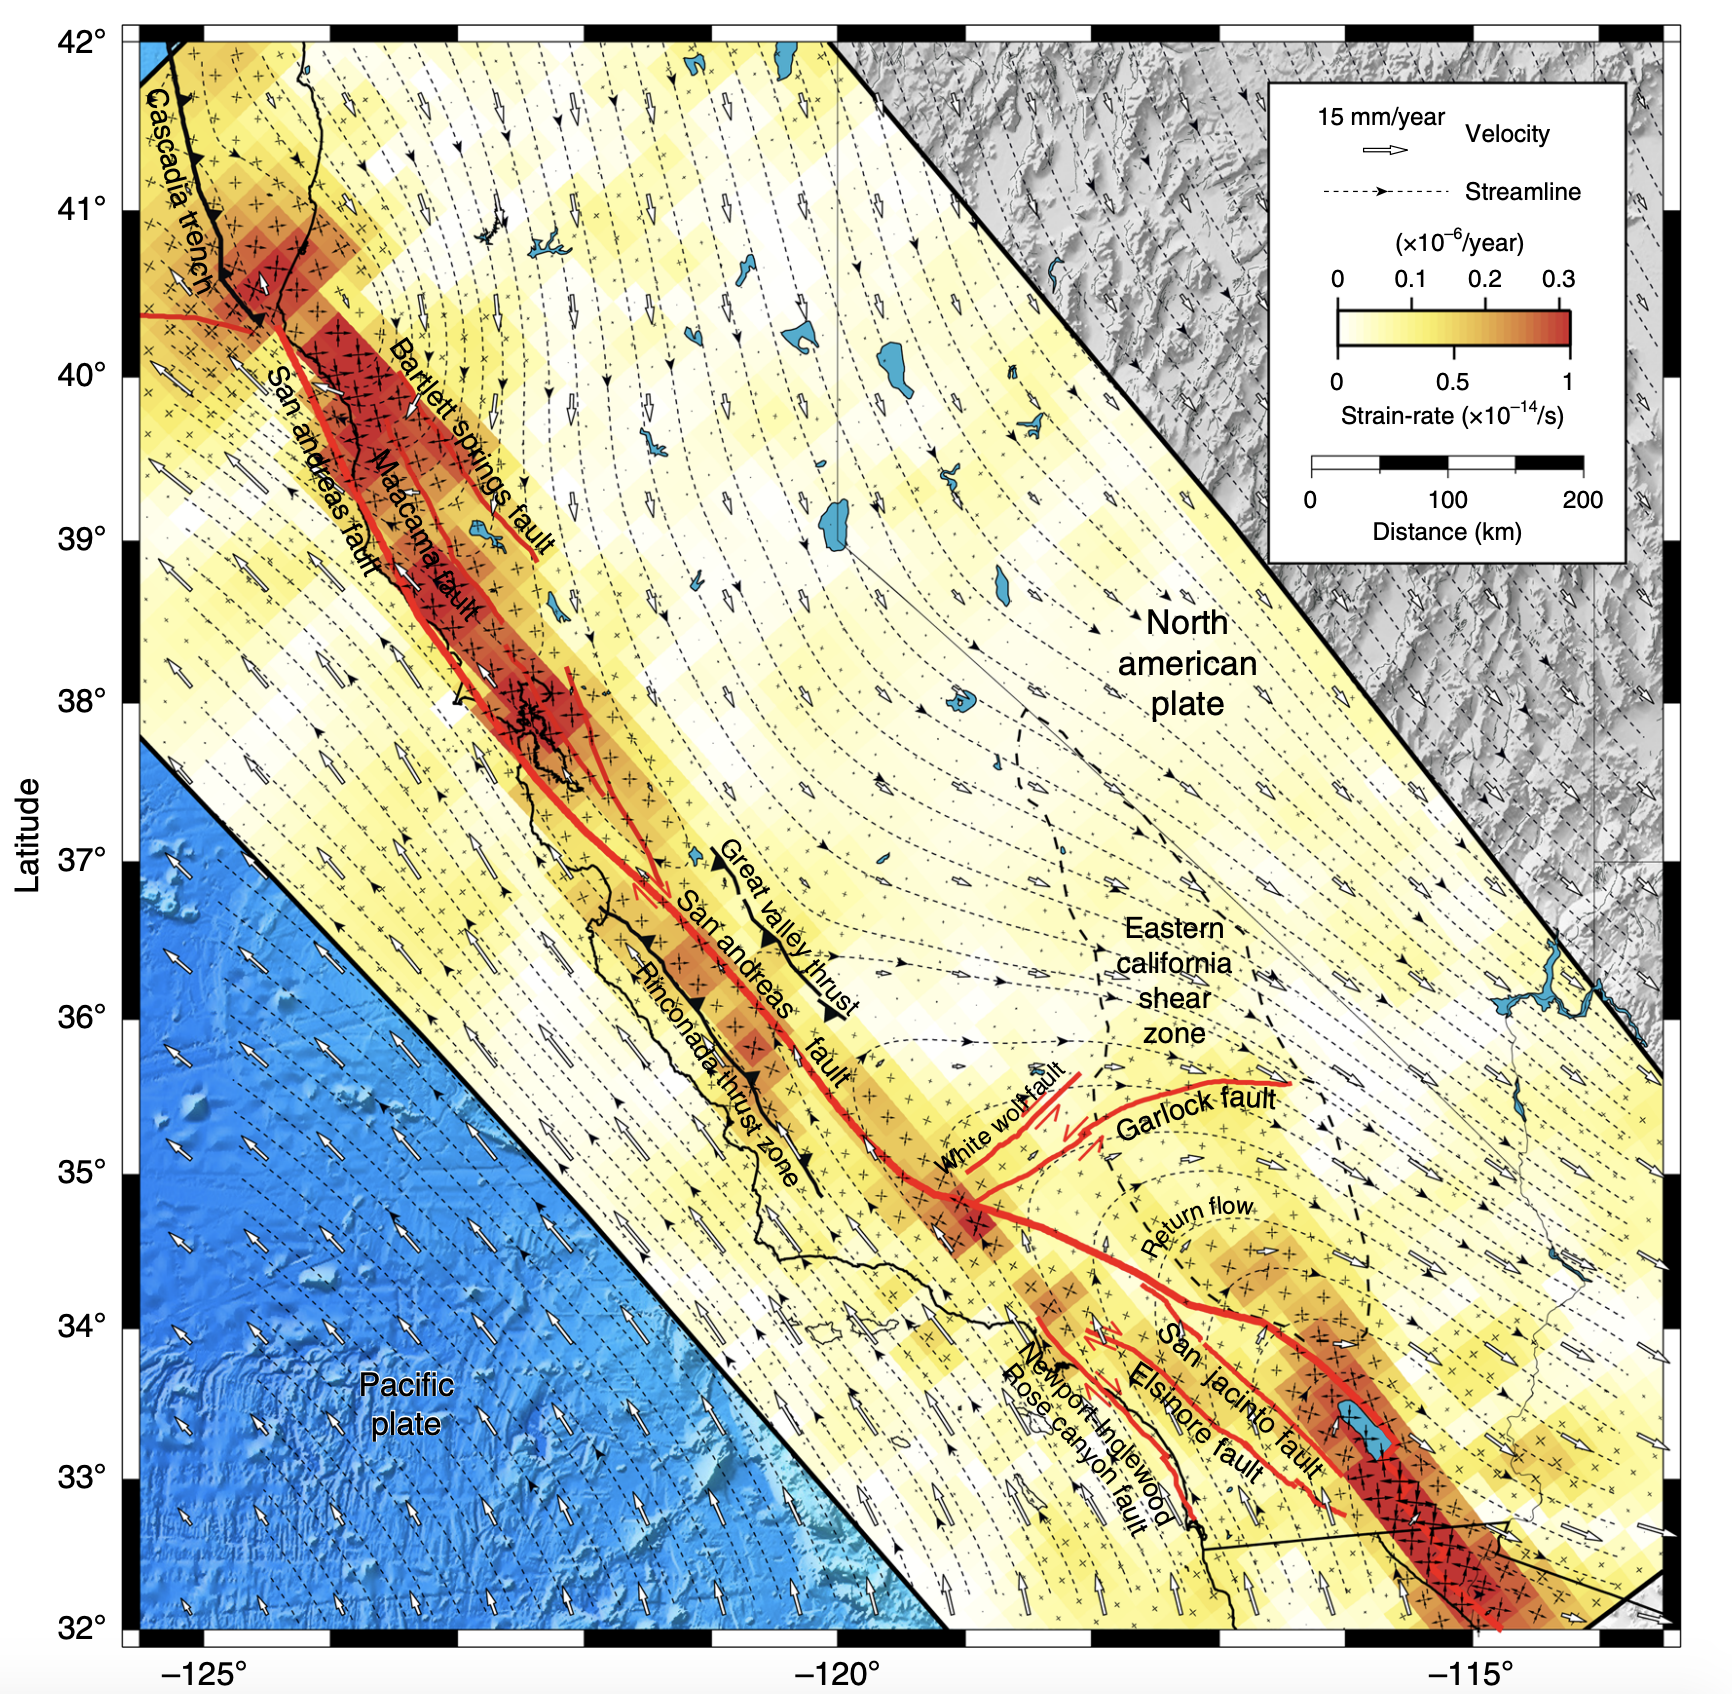 42°
41°
40°
39°
38°
37°
36°
35°
34°
33°
32°
Latitude
−125°
−120°
−115°
15 mm/year
Velocity
Streamline
(×10−6/year)
0 0.1 0.2 0.3
0 0.5 1
Strain-rate (×10−14/s)
0 100 200
Distance (km)
Cascadia trench
Bartlett springs fault
San andreas fault
Maacama fault
North
american
plate
Great valley thrust
San andreas fault
Rinconada thrust zone
Eastern
california
shear
zone
White wolf fault
Garlock fault
Return flow
San jacinto fault
Elsinore fault
Newport-Inglewood
Rose canyon fault
Pacific
plate